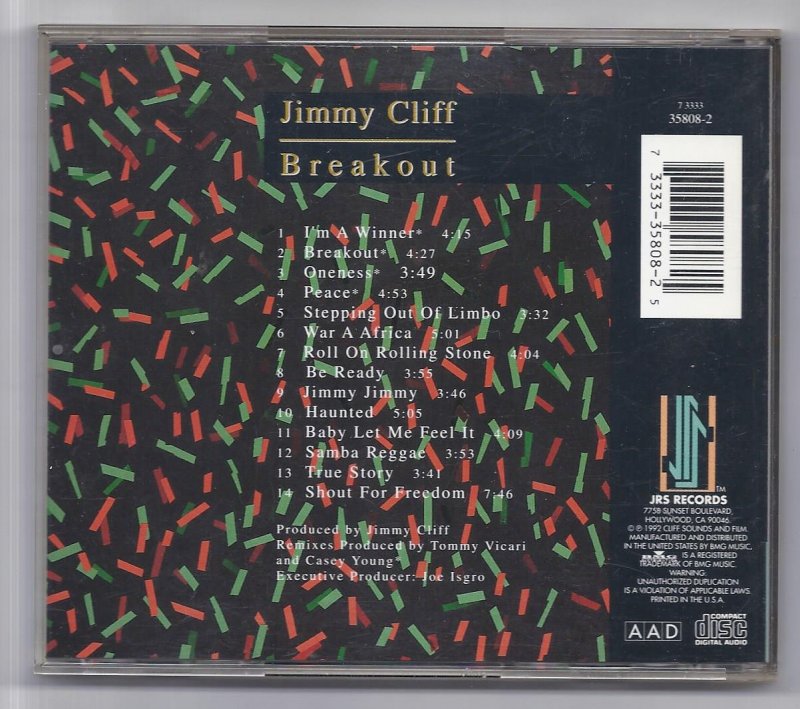 Jimmy Cliff
Breakout
7 3333
35808-2
7 3333-35808-2 5
1 I'm A Winner* 4:15
2 Breakout* 4:27
3 Oneness* 3:49
4 Peace* 4:53
5 Stepping Out Of Limbo 3:32
6 War A Africa 5:01
7 Roll On Rolling Stone 4:04
8 Be Ready 3:55
9 Jimmy Jimmy 3:46
10 Haunted 5:05
11 Baby Let Me Feel It 4:09
12 Samba Reggae 3:53
13 True Story 3:41
14 Shout For Freedom 7:46
Produced by Jimmy Cliff
Remixes Produced by Tommy Vicari
and Casey Young*
Executive Producer: Joe Isgro
JRS
TM
JRS RECORDS
7758 SUNSET BOULEVARD,
HOLLYWOOD, CA 90046.
© ℗ 1992 CLIFF SOUNDS AND FILM.
MANUFACTURED AND DISTRIBUTED
IN THE UNITED STATES BY BMG MUSIC.
BMG IS A REGISTERED
TRADEMARK OF BMG MUSIC.
WARNING:
UNAUTHORIZED DUPLICATION
IS A VIOLATION OF APPLICABLE LAWS.
PRINTED IN THE U.S.A.
AAD
COMPACT
disc
DIGITAL AUDIO